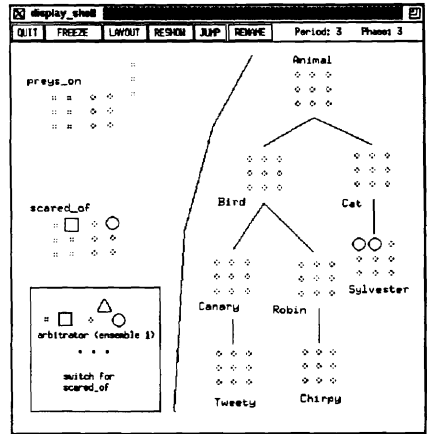 display_shell
QUIT FREEZE LAYOUT RESHOW JUMP RENAME Period: 3 Phase: 3
Animal
preys_on
Bird Cat
scared_of
Sylvester
Canary Robin
arbitrator (ensemble 1)
switch for
scared_of
Tweety Chirpy